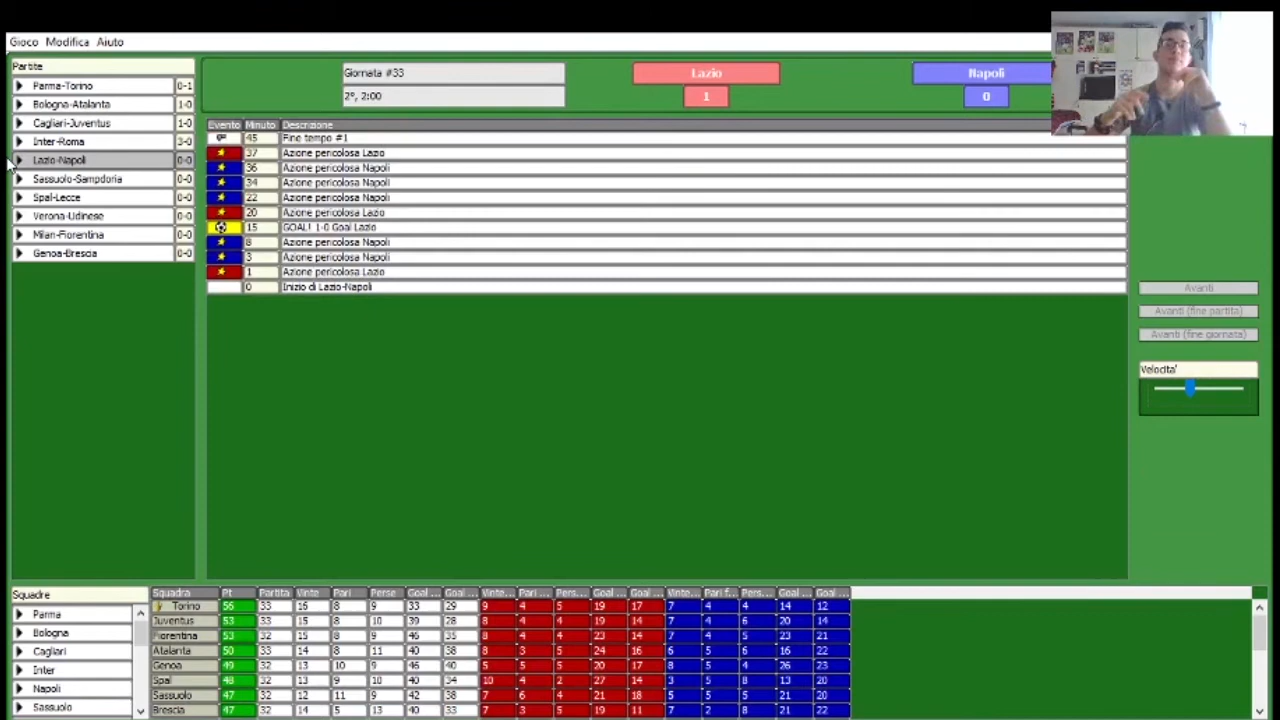 Gioco Modifica Aiuto
Partite
Parma-Torino 0-1
Bologna-Atalanta 1-0
Cagliari-Juventus 1-0
Inter-Roma 3-0
Lazio-Napoli 0-0
Sassuolo-Sampdoria 0-0
Spal-Lecce 0-0
Verona-Udinese 0-0
Milan-Fiorentina 0-0
Genoa-Brescia 0-0
Giornata #33
2°, 2:00
Lazio
1
Napoli
0
Evento Minuto Descrizione
45 Fine tempo #1
37 Azione pericolosa Lazio
36 Azione pericolosa Napoli
34 Azione pericolosa Napoli
22 Azione pericolosa Napoli
20 Azione pericolosa Lazio
15 GOAL! 1-0 Goal Lazio
8 Azione pericolosa Napoli
3 Azione pericolosa Napoli
1 Azione pericolosa Lazio
0 Inizio di Lazio-Napoli
Avanti
Avanti (fine partita)
Avanti (fine giornata)
Velocita'
Squadre
Parma
Bologna
Cagliari
Inter
Napoli
Sassuolo
Squadra Pt Partita Vinte Pari Perse Goal ... Goal ... Vinte... Pari ... Pers... Goal ... Goal ... Vinte... Pari f... Pers... Goal ... Goal ...
Torino 56 33 16 8 9 33 29 9 4 5 19 17 7 4 4 14 12
Juventus 53 33 15 8 10 39 28 8 4 4 19 14 7 4 6 20 14
Fiorentina 53 32 15 8 9 46 35 8 4 4 23 14 7 4 5 23 21
Atalanta 50 33 14 8 11 40 38 8 3 5 24 16 6 5 6 16 22
Genoa 49 32 13 10 9 46 40 5 5 5 20 17 8 5 4 26 23
Spal 48 32 13 9 10 40 34 10 4 2 27 14 3 5 8 13 20
Sassuolo 47 32 12 11 9 42 38 7 6 4 21 18 5 5 5 21 20
Brescia 47 32 14 5 13 40 33 7 3 5 19 11 7 2 8 21 22